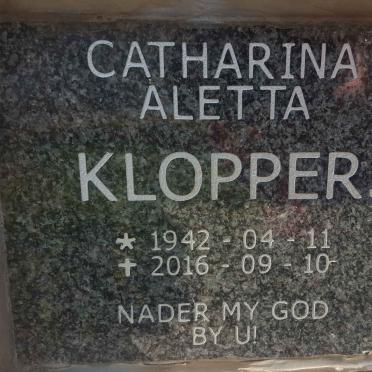 CATHARINA
ALETTA
KLOPPER
* 1942 - 04 - 11
✝ 2016 - 09 - 10
NADER MY GOD
BY U!